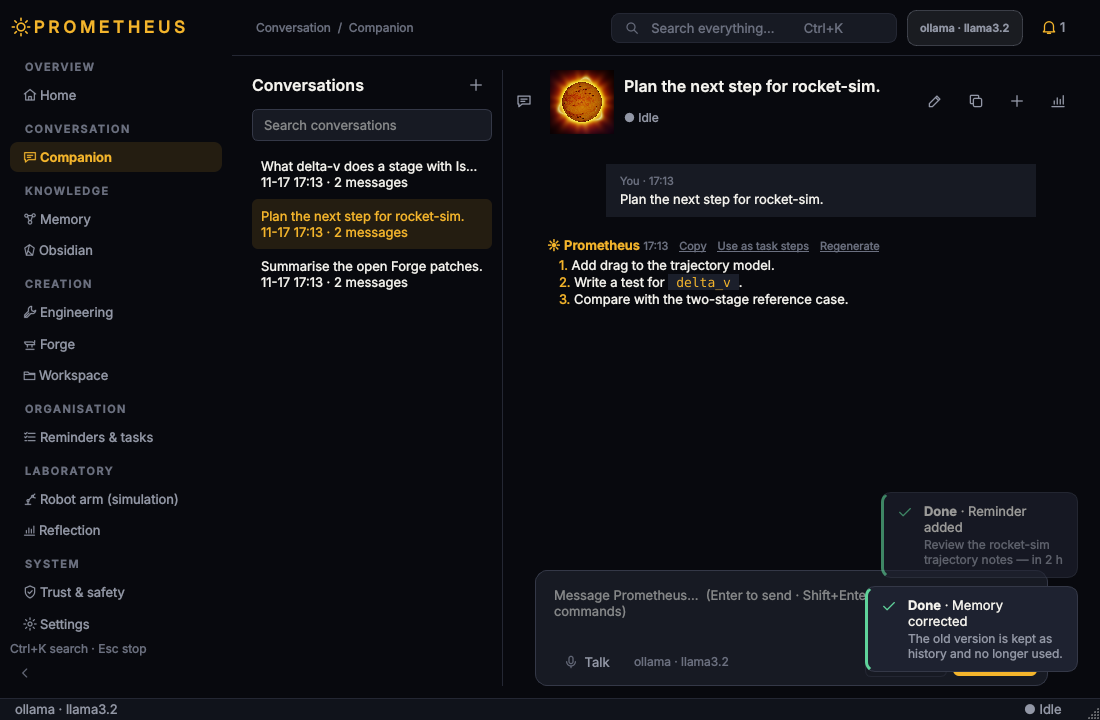 PROMETHEUS
OVERVIEW
Home
CONVERSATION
Companion
KNOWLEDGE
Memory
Obsidian
CREATION
Engineering
Forge
Workspace
ORGANISATION
Reminders & tasks
LABORATORY
Robot arm (simulation)
Reflection
SYSTEM
Trust & safety
Settings
Ctrl+K search · Esc stop
Conversation / Companion
Search everything... Ctrl+K
ollama · llama3.2
1
Conversations
Search conversations
What delta-v does a stage with Is...
11-17 17:13 · 2 messages
Plan the next step for rocket-sim.
11-17 17:13 · 2 messages
Summarise the open Forge patches.
11-17 17:13 · 2 messages
Plan the next step for rocket-sim.
Idle
You · 17:13
Plan the next step for rocket-sim.
Prometheus 17:13 Copy Use as task steps Regenerate
1. Add drag to the trajectory model.
2. Write a test for delta_v .
3. Compare with the two-stage reference case.
Done · Reminder
added
Review the rocket-sim
trajectory notes — in 2 h
Message Prometheus... (Enter to send · Shift+Ente
commands)
Done · Memory
corrected
The old version is kept as
history and no longer used.
Talk
ollama · llama3.2
ollama · llama3.2
Idle